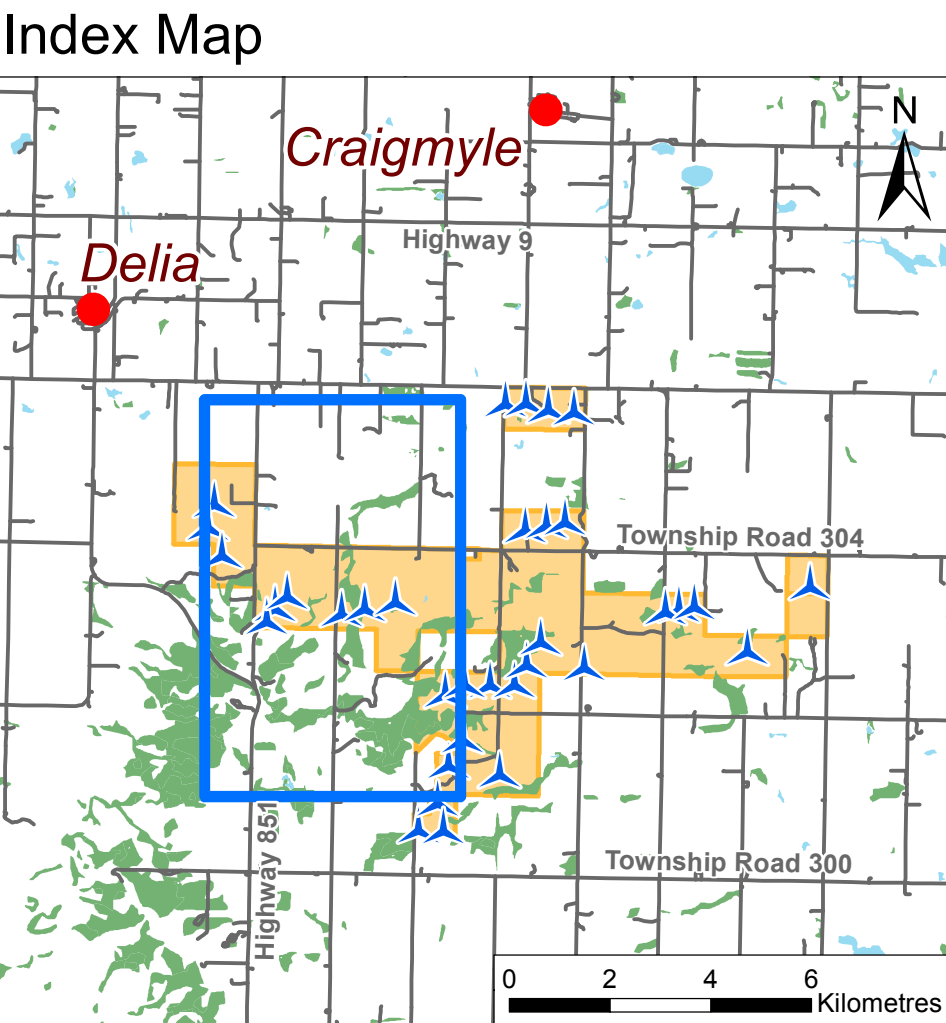 Index Map
N
Craigmyle
Highway 9
Delia
Township Road 304
Highway 851
Township Road 300
0 2 4 6
Kilometres